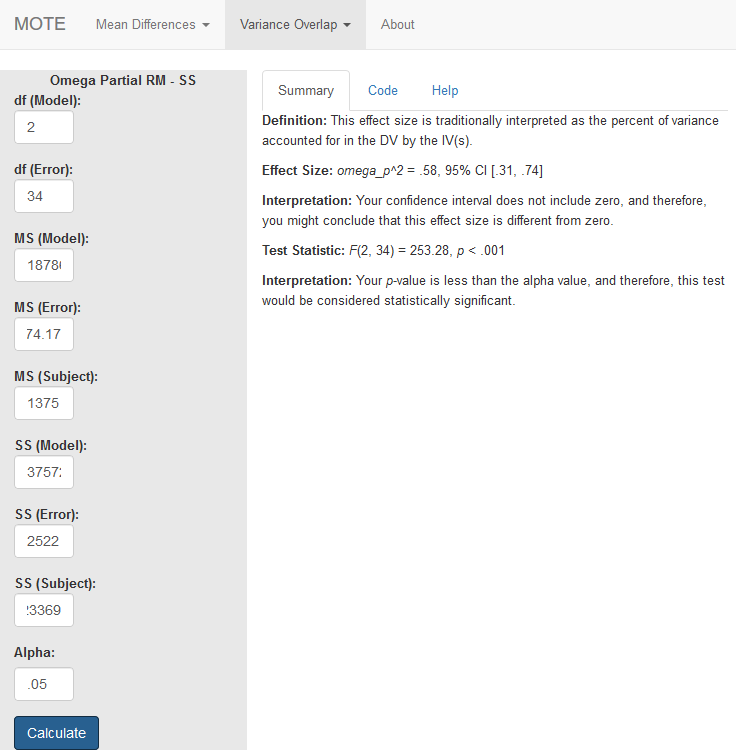 MOTE Mean Differences Variance Overlap About
Omega Partial RM - SS
df (Model):
2
df (Error):
34
MS (Model):
1878
MS (Error):
74.17
MS (Subject):
1375
SS (Model):
3757
SS (Error):
2522
SS (Subject):
3369
Alpha:
.05
Calculate
Summary Code Help
Definition: This effect size is traditionally interpreted as the percent of variance
accounted for in the DV by the IV(s).
Effect Size: omega_p^2 = .58, 95% CI [.31, .74]
Interpretation: Your confidence interval does not include zero, and therefore,
you might conclude that this effect size is different from zero.
Test Statistic: F(2, 34) = 253.28, p < .001
Interpretation: Your p-value is less than the alpha value, and therefore, this test
would be considered statistically significant.